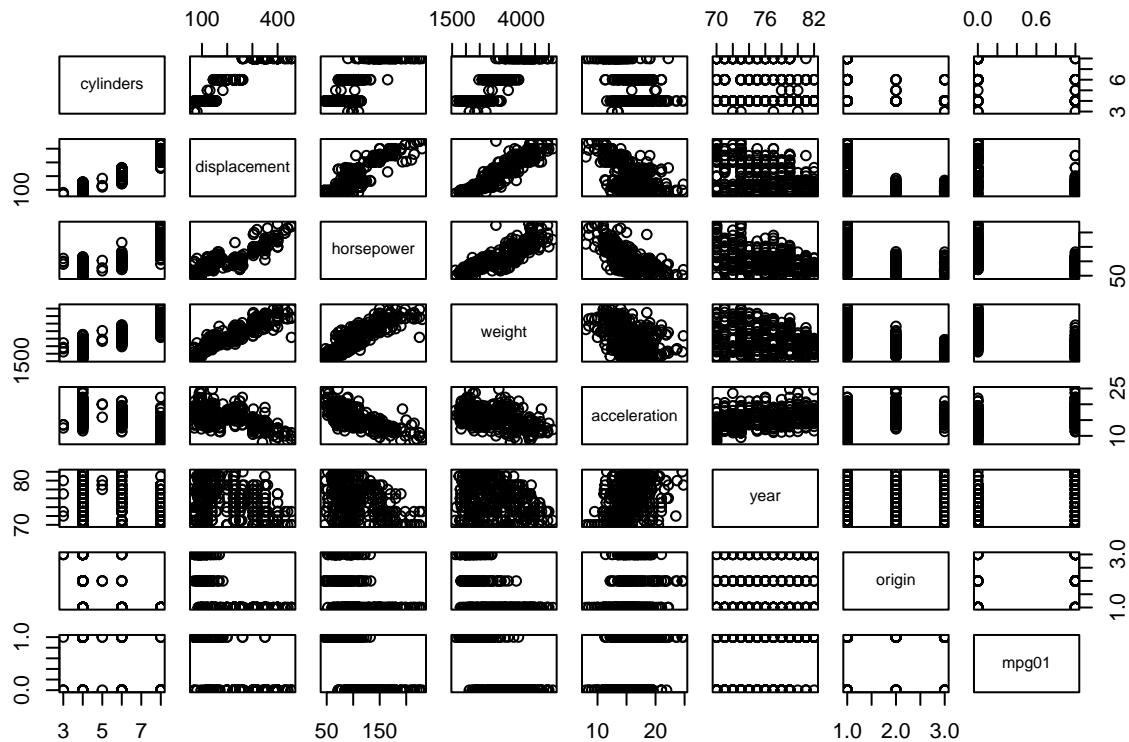 100 400 1500 4000 70 76 82 0.0 0.6
cylinders 3 6
100 displacement
horsepower 50
1500 weight
acceleration 10 25
70 80 year
origin 1.0 3.0
0.0 1.0 mpg01
3 5 7 50 150 10 20 1.0 2.0 3.0